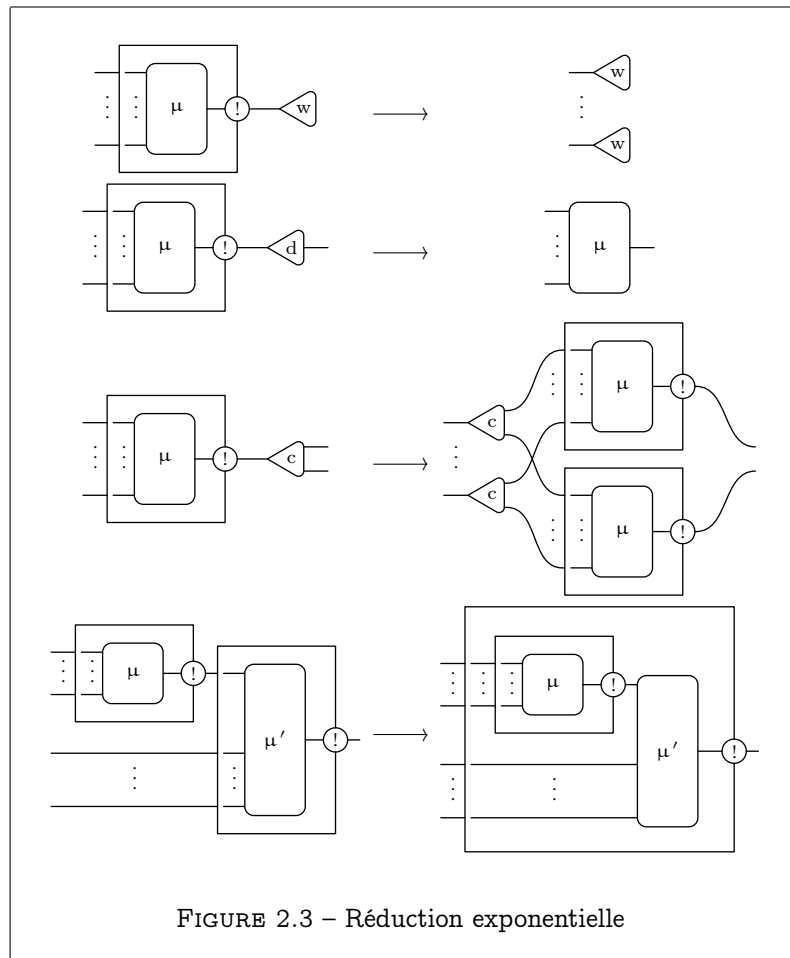 μ ! w ⟶ w
⋮ ⋮ ⋮
w
μ ! d ⟶ μ
⋮ ⋮ ⋮
μ !
⋮ ⋮
μ ! c ⟶ c
⋮ ⋮ ⋮
c
μ !
⋮ ⋮
μ ! ⟶ μ !
⋮ ⋮ ⋮ ⋮ ⋮
μ′ ! μ′ !
⋮ ⋮ ⋮ ⋮
FIGURE 2.3 – Réduction exponentielle